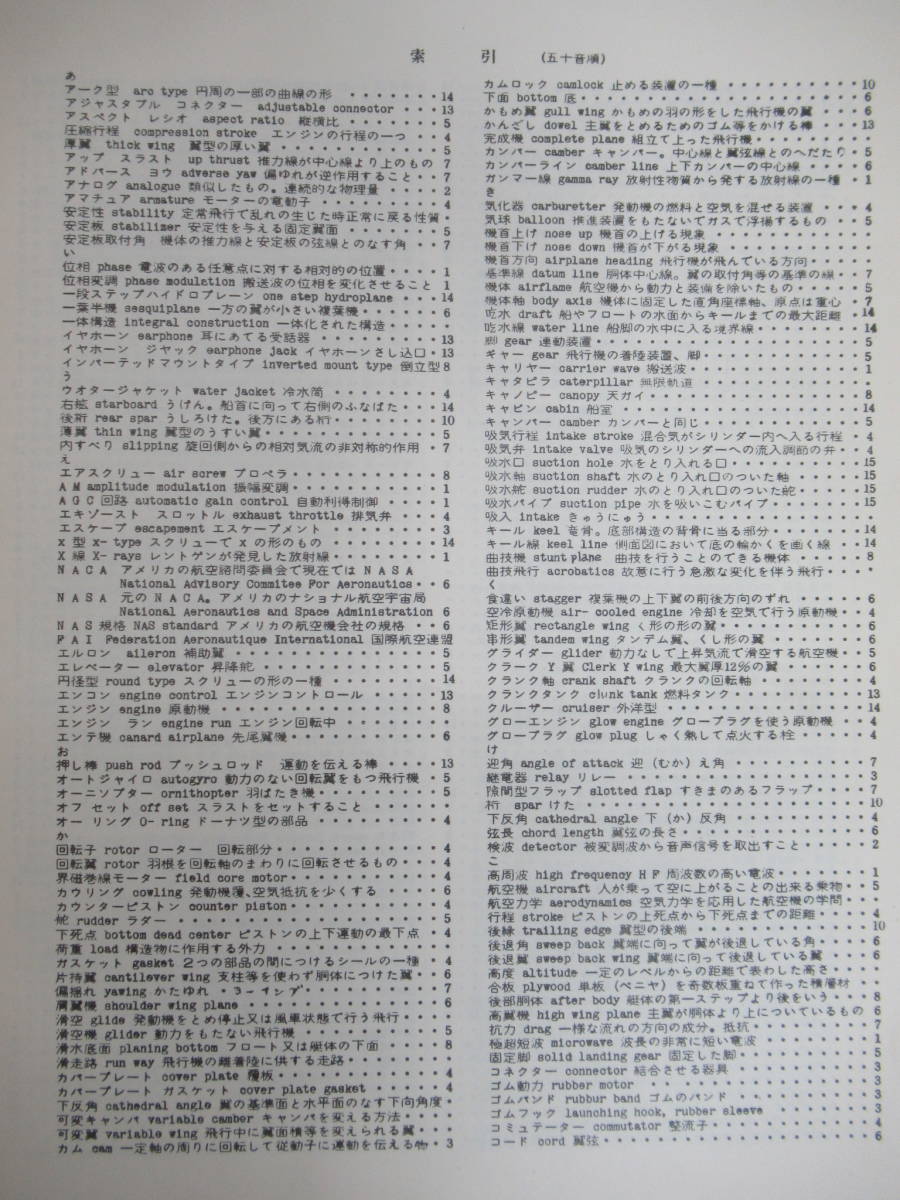 索　引　(五十音順)
あ
アーク型 arc type 円周の一部の曲線の形 ・・・・・・・14
アジャスタブル コネクター adjustable connector・・・13
アスペクト レシオ aspect ratio 縦横比・・・・・・・5
圧縮行程 compression stroke エンジンの行程の一つ・・4
厚翼 thick wing 翼型の厚い翼・・・・・・・・・・・5
アップ スラスト up thrust 推力線が中心線より上のもの 7
アドバース ヨウ adverse yaw 偏ゆれが逆作用すること・・7
アナログ analogue 類似したもの。連続的な物理量・・・2
アマチュア armature モーターの電動子・・・・・・・・4
安定性 stability 定常飛行で乱れの生じた時正常に戻る性質・
安定板 stabilizer 安定性を与える固定翼面・・・・・・5
安定板取付角 機体の推力線と安定板の弦線とのなす角・・7
い
位相 phase 電波のある任意点に対する相対的の位置・・・・1
位相変調 phase modulation 搬送波の位相を変化させること 1
一段ステップハイドロプレーン one step hydroplane・・・14
一葉半機 sesquiplane 一方の翼が小さい複葉機・・・・・6
一体構造 integral construction 一体化された構造・・・・
イヤホーン earphone 耳にあてる受話器・・・・・・・・13
イヤホーン ジヤック earphone jack イヤホーンさし込口・13
インバーテッドマウントタイプ inverted mount type 倒立型8
う
ウオタージャケット water jacket 冷水筒・・・・・・・4
右舷 starboard うげん。船首に向って右側のふなばた・・・14
後桁 rear spar うしろけた。後方にある桁・・・・・・・10
薄翼 thin wing 翼型のうすい翼・・・・・・・・・・・5
内すべり slipping 旋回側からの相対気流の非対称的作用・7
え
エアスクリュー air screw プロペラ・・・・・・・・・・8
AM amplitude modulation 振幅変調・・・・・・・・・・1
AGC回路 automatic gain control 自動利得制御・・・・1
エキゾースト スロットル exhaust throttle 排気弁・・・4
エスケープ escapement エスケープメント・・・・・・・3
x型 x-type スクリューでxの形のもの・・・・・・・・14
X線 X-rays レントゲンが発見した放射線・・・・・・・1
NACA アメリカの航空諮問委員会で現在ではNASA
National Advisory Commitee For Aeronautics・・6
NASA 元のNACA。アメリカのナショナル航空宇宙局
National Aeronautics and Space Administration 6
NAS規格 NAS standard アメリカの航空機会社の規格・・6
FAI Federation Aeronautique International 国際航空連盟
エルロン aileron 補助翼・・・・・・・・・・・・・・5
エレベーター elevator 昇降舵・・・・・・・・・・・・5
円径型 round type スクリューの形の一種・・・・・・・14
エンコン engine control エンジンコントロール・・・・13
エンジン engine 原動機・・・・・・・・・・・・・・8
エンジン ラン engine run エンジン回転中・・・・・・・
エンテ機 canard airplane 先尾翼機・・・・・・・・・6
お
押し棒 push rod プッシュロッド 運動を伝える棒・・・・13
オートジャイロ autogyro 動力のない回転翼をもつ飛行機・5
オーニソプター ornithopter 羽ばたき機・・・・・・・・5
オフ セット off set スラストをセットすること・・・・・
オー リング O-ring ドーナツ型の部品・・・・・・・・4
か
回転子 rotor ローター 回転部分・・・・・・・・・・4
回転翼 rotor 羽根を回転軸のまわりに回転させるもの・・・4
界磁巻線モーター field core motor・・・・・・・・・4
カウリング cowling 発動機覆、空気抵抗を少くする・・・6
カウンターピストン counter piston・・・・・・・・・4
舵 rudder ラダー・・・・・・・・・・・・・・・・・5
下死点 bottom dead center ピストンの上下運動の最下点・4
荷重 load 構造物に作用する外力・・・・・・・・・・・
ガスケット gasket 2つの部品の間につけるシールの一種・4
片持翼 cantilever wing 支柱等を使わず胴体につけた翼・・6
偏揺れ yawing かたゆれ・ヨーイング・・・・・・・・・7
肩翼機 shoulder wing plane・・・・・・・・・・・・6
滑空 glide 発動機をとめ停止又は風車状態で行う飛行・・・
滑空機 glider 動力をもたない飛行機・・・・・・・・・5
滑水底面 planing bottom フロート又は艇体の下面・・・8
滑走路 run way 飛行機の離着陸に供する走路・・・・・・
カバープレート cover plate 覆板・・・・・・・・・・4
カバープレート ガスケット cover plate gasket・・・・4
下反角 cathedral angle 翼の基準面と水平面のなす下向角度・
可変キャンバ variable camber キャンバを変える方法・・・
可変翼 variable wing 飛行中に翼面積等を変えられる翼・・・
カム cam 一定軸の周りに回転して従動子に運動を伝える物・3
カムロック camlock 止める装置の一種・・・・・・・・10
下面 bottom 底・・・・・・・・・・・・・・・・・6
かもめ翼 gull wing かもめの羽の形をした飛行機の翼・・6
かんざし dowel 主翼をとめるためのゴム等をかける棒・・13
完成機 complete plane 組立て上った飛行機・・・・・・
カンバー camber キャンバー。中心線と翼弦線とのへだたり・5
カンバーライン camber line 上下カンバーの中心線・・・6
ガンマー線 gamma ray 放射性物質から発する放射線の一種・1
き
気化器 carburetter 発動機の燃料と空気を混ぜる装置・・4
気球 balloon 推進装置をもたないでガスで浮揚するもの・・5
機首上げ nose up 機首の上げる現象・・・・・・・・・
機首下げ nose down 機首が下がる現象・・・・・・・・
機首方向 airplane heading 飛行機が飛んでいる方向・・・・
基準線 datum line 胴体中心線。翼の取付角等の基準の線・・7
機体 airflame 航空機から動力と装備を除いたもの・・・・5
機体軸 body axis 機体に固定した直角座標軸、原点は重心・7
吃水 draft 船やフロートの水面からキールまでの最大距離・14
吃水線 water line 船脚の水中に入る境界線・・・・・・14
脚 gear 連動装置・・・・・・・・・・・・・・・・5
キャー gear 飛行機の着陸装置、脚・・・・・・・・・・5
キャリヤー carrier wave 搬送波・・・・・・・・・・・1
キャタピラ caterpillar 無限軌道・・・・・・・・・・・
キャノピー canopy 天ガイ・・・・・・・・・・・・・8
キャビン cabin 船室・・・・・・・・・・・・・・・14
キャンバー camber カンバーと同じ・・・・・・・・・5
吸気行程 intake stroke 混合気がシリンダー内へ入る行程・4
吸気弁 intake valve 吸気のシリンダーへの流入調節の弁・・4
吸水口 suction hole 水をとり入れる口・・・・・・・・15
吸水軸 suction shaft 水のとり入れ口のついた軸・・・・15
吸水舵 suction rudder 水のとり入れ口のついた舵・・・・15
吸水パイプ suction pipe 水を吸いこむパイプ・・・・・15
吸入 intake きゅうにゅう・・・・・・・・・・・・・4
キール keel 竜骨。底部構造の背骨に当る部分・・・・・14
キール線 keel line 側面図において底の輪かくを画く線・・14
曲技機 stunt plane 曲技を行うことのできる機体・・・・8
曲技飛行 acrobatics 故意に行う急激な変化を伴う飛行・・・
く
食違い stagger 複葉機の上下翼の前後方向のずれ・・・・6
空冷原動機 air-cooled engine 冷却を空気で行う原動機・・4
矩形翼 rectangle wing く形の形の翼・・・・・・・・・6
串形翼 tandem wing タンデム翼、くし形の翼・・・・・6
グライダー glider 動力なしで上昇気流で滑空する航空機・・5
クラークY翼 Clerk Y wing 最大翼厚12%の翼・・・・・6
クランク軸 crank shaft クランクの回転軸・・・・・・・4
クランクタンク clunk tank 燃料タンク・・・・・・・・13
クルーザー cruiser 外洋型・・・・・・・・・・・・・14
グローエンジン glow engine グロープラグを使う原動機・・4
グロープラグ glow plug しゃく熱して点火する栓・・・・4
け
迎角 angle of attack 迎(むか)え角・・・・・・・・・7
継電器 relay リレー・・・・・・・・・・・・・・・3
隙間型フラップ slotted flap すきまのあるフラップ・・・・7
桁 spar けた・・・・・・・・・・・・・・・・・・10
下反角 cathedral angle 下(か)反角・・・・・・・・・4
弦長 chord length 翼弦の長さ・・・・・・・・・・・・6
検波 detector 被変調波から音声信号を取出すこと・・・・2
こ
高周波 high frequency HF 周波数の高い電波・・・・・・1
航空機 aircraft 人が乗って空に上がることの出来る乗物・・5
航空力学 aerodynamics 空気力学を応用した航空機の学問・・・
行程 stroke ピストンの上死点から下死点までの距離・・・4
後縁 trailing edge 翼型の後端・・・・・・・・・・・10
後退角 sweep back 翼端に向って翼が後退している角・・・6
後退翼 sweep back wing 翼端に向って後退している翼・・・6
高度 altitude 一定のレベルからの距離で表わした高さ・・・・
合板 plywood 単板(ベニヤ)を奇数板重ねて作った積層材・・
後部胴体 after body 艇体の第一ステップより後をいう・・・8
高翼機 high wing plane 主翼が胴体より上についているもの 6
抗力 drag 一様な流れの方向の成分。抵抗・・・・・・・7
極超短波 microwave 波長の非常に短い電波・・・・・・・1
固定脚 solid landing gear 固定した脚・・・・・・・・5
コネクター connector 結合させる器具・・・・・・・・3
ゴム動力 rubber motor・・・・・・・・・・・・・・・3
ゴムバンド rubbur band ゴムのバンド・・・・・・・・・3
ゴムフック launching hook, rubber sleeve・・・・・・・3
コミュテーター commutator 整流子・・・・・・・・・・4
コード cord 翼弦・・・・・・・・・・・・・・・・・6